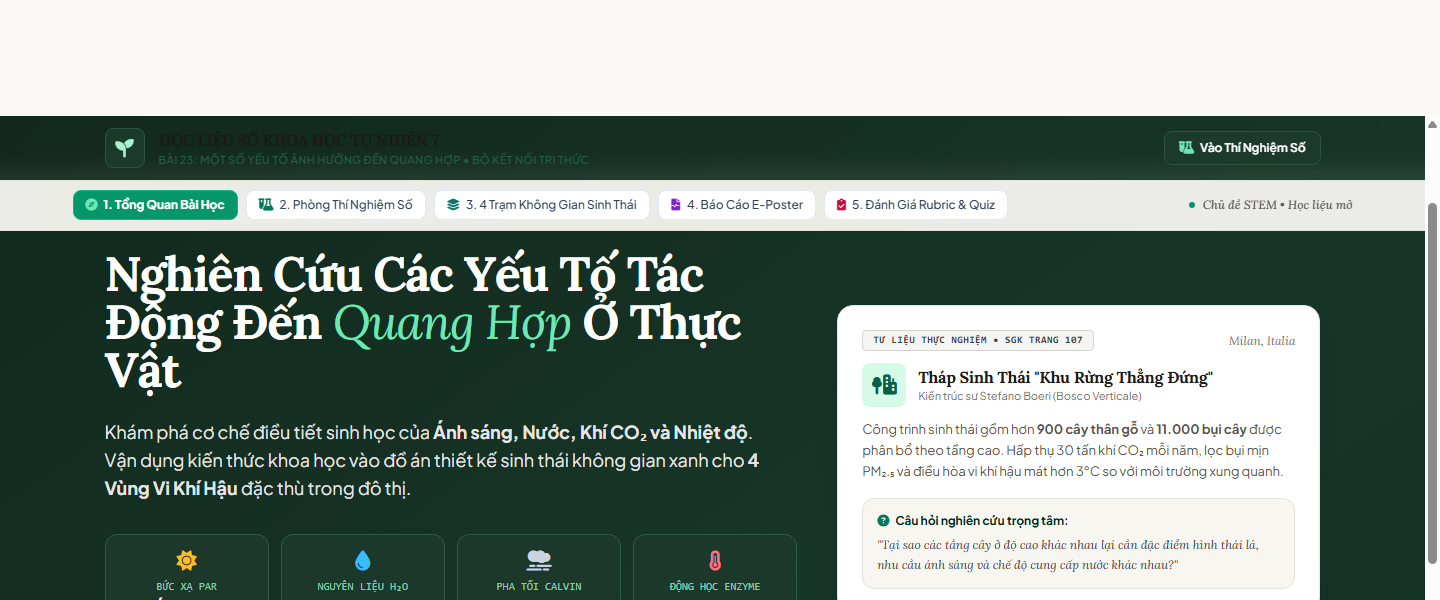 HỌC LIỆU SỐ KHOA HỌC TỰ NHIÊN 7
BÀI 23: MỘT SỐ YẾU TỐ ẢNH HƯỞNG ĐẾN QUANG HỢP • BỘ KẾT NỐI TRI THỨC
Vào Thí Nghiệm Số
1. Tổng Quan Bài Học
2. Phòng Thí Nghiệm Số
3. 4 Trạm Không Gian Sinh Thái
4. Báo Cáo E-Poster
5. Đánh Giá Rubric & Quiz
Chủ đề STEM • Học liệu mở
Nghiên Cứu Các Yếu Tố Tác
Động Đến Quang Hợp Ở Thực
Vật
Khám phá cơ chế điều tiết sinh học của Ánh sáng, Nước, Khí CO₂ và Nhiệt độ.
Vận dụng kiến thức khoa học vào đồ án thiết kế sinh thái không gian xanh cho 4
Vùng Vi Khí Hậu đặc thù trong đô thị.
BỨC XẠ PAR
NGUYÊN LIỆU H₂O
PHA TỐI CALVIN
ĐỘNG HỌC ENZYME
TƯ LIỆU THỰC NGHIỆM • SGK TRANG 107
Milan, Italia
Tháp Sinh Thái "Khu Rừng Thẳng Đứng"
Kiến trúc sư Stefano Boeri (Bosco Verticale)
Công trình sinh thái gồm hơn 900 cây thân gỗ và 11.000 bụi cây được
phân bổ theo tầng cao. Hấp thụ 30 tấn khí CO₂ mỗi năm, lọc bụi mịn
PM₂.₅ và điều hòa vi khí hậu mát hơn 3°C so với môi trường xung quanh.
Câu hỏi nghiên cứu trọng tâm:
"Tại sao các tầng cây ở độ cao khác nhau lại cần đặc điểm hình thái lá,
nhu cầu ánh sáng và chế độ cung cấp nước khác nhau?"